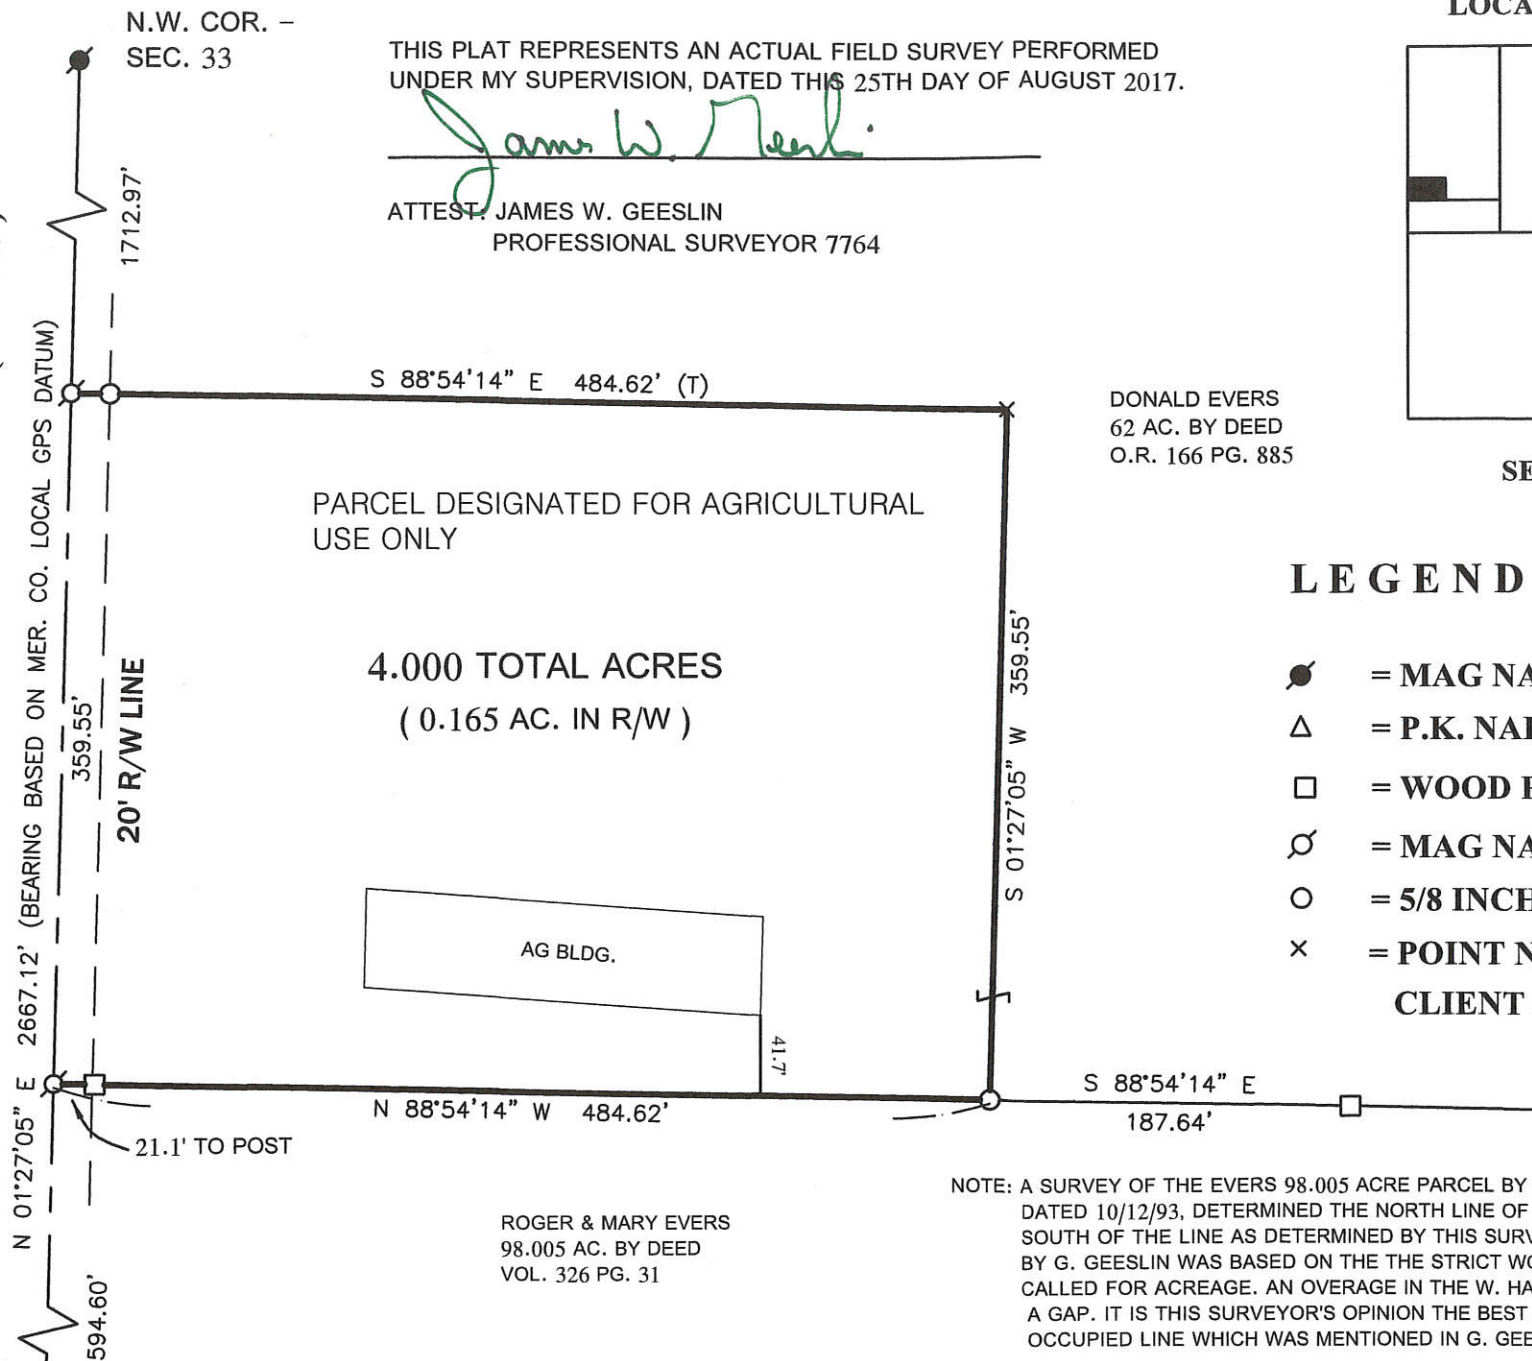 N.W. COR. –
SEC. 33
THIS PLAT REPRESENTS AN ACTUAL FIELD SURVEY PERFORMED
UNDER MY SUPERVISION, DATED THIS 25TH DAY OF AUGUST 2017.
James W. Geeslin
ATTEST: JAMES W. GEESLIN
PROFESSIONAL SURVEYOR 7764
1712.97'
S 88°54'14" E 484.62' (T)
DONALD EVERS
62 AC. BY DEED
O.R. 166 PG. 885
PARCEL DESIGNATED FOR AGRICULTURAL
USE ONLY
4.000 TOTAL ACRES
( 0.165 AC. IN R/W )
N 01°27'05" E 2667.12' (BEARING BASED ON MER. CO. LOCAL GPS DATUM)
359.55'
20' R/W LINE
S 01°27'05" W 359.55'
AG BLDG.
41.7'
N 88°54'14" W 484.62'
21.1' TO POST
S 88°54'14" E
187.64'
594.60'
ROGER & MARY EVERS
98.005 AC. BY DEED
VOL. 326 PG. 31
LEGEND
= MAG NA
= P.K. NAI
= WOOD
= MAG NA
= 5/8 INCH
= POINT N
CLIENT
NOTE: A SURVEY OF THE EVERS 98.005 ACRE PARCEL BY
DATED 10/12/93, DETERMINED THE NORTH LINE OF
SOUTH OF THE LINE AS DETERMINED BY THIS SURV
BY G. GEESLIN WAS BASED ON THE THE STRICT WO
CALLED FOR ACREAGE. AN OVERAGE IN THE W. HA
A GAP. IT IS THIS SURVEYOR'S OPINION THE BEST
OCCUPIED LINE WHICH WAS MENTIONED IN G. GEE